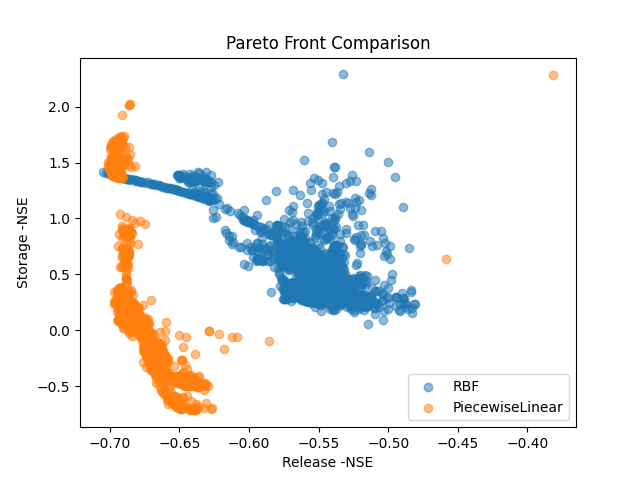 Pareto Front Comparison
Storage -NSE
2.0
1.5
1.0
0.5
0.0
−0.5
−0.70
−0.65
−0.60
−0.55
−0.50
−0.45
−0.40
Release -NSE
RBF
PiecewiseLinear